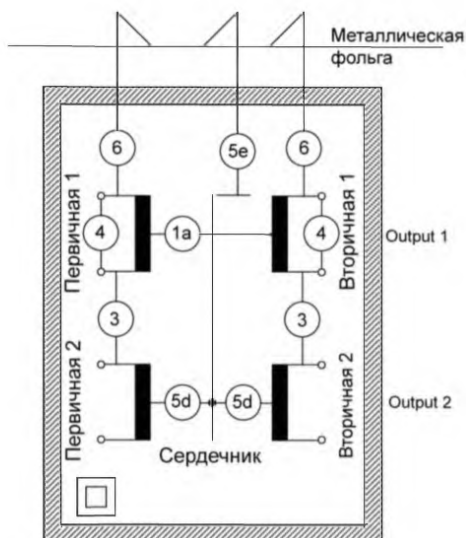 Металлическая
фольга
6
5e
6
Первичная 1
4
1a
4
Вторичная 1
Output 1
3
3
Первичная 2
5d
5d
Вторичная 2
Output 2
Сердечник